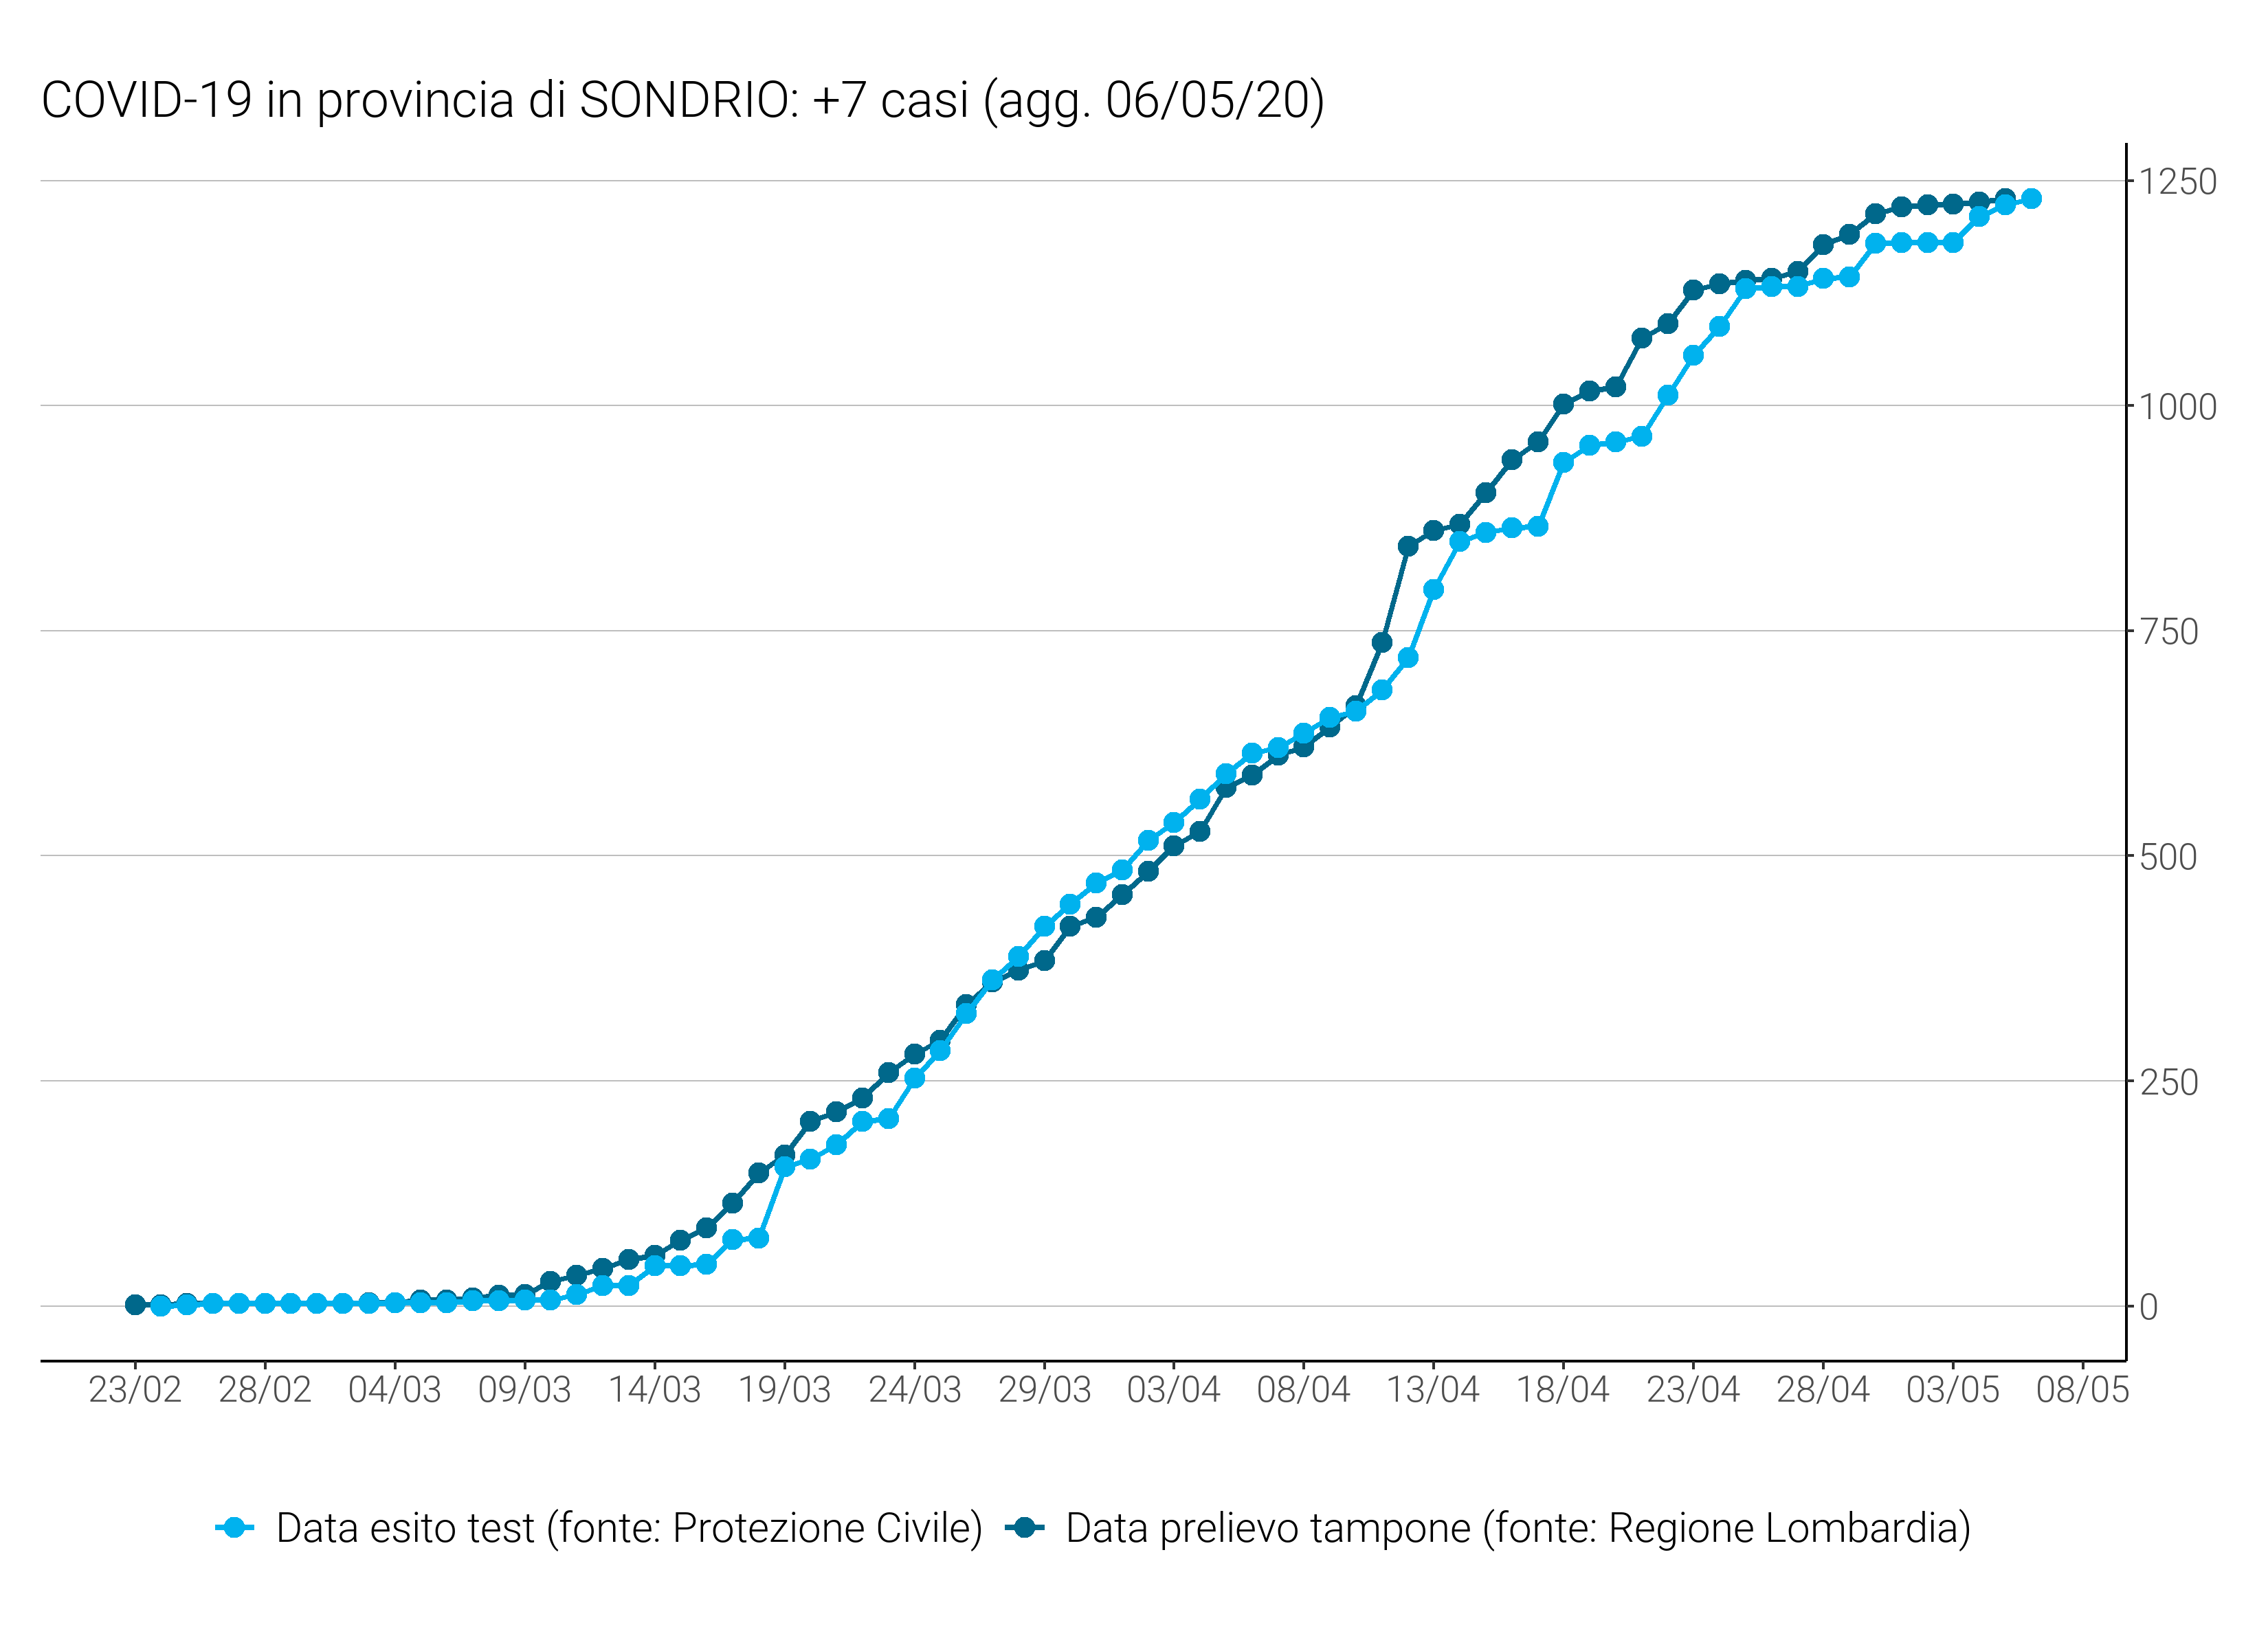 COVID-19 in provincia di SONDRIO: +7 casi (agg. 06/05/20)
1250
1000
750
500
250
0
23/02 28/02 04/03 09/03 14/03 19/03 24/03 29/03 03/04 08/04 13/04 18/04 23/04 28/04 03/05 08/05
Data esito test (fonte: Protezione Civile) Data prelievo tampone (fonte: Regione Lombardia)